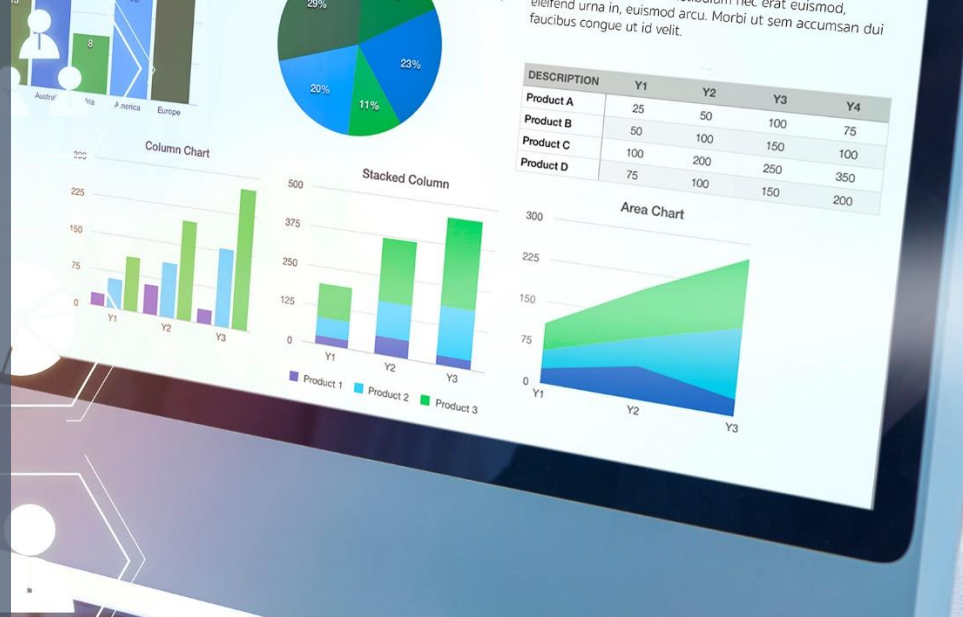 erat euismod,
eleifend urna in, euismod arcu. Morbi ut sem accumsan dui
faucibus congue ut id velit.
29%
23%
20%
11%
8
America
Europe
DESCRIPTION Y1 Y2 Y3 Y4
Product A 25 50 100 75
Product B 50 100 150 100
Product C 100 200 250 350
Product D 75 100 150 200
Column Chart
225
150
75
0
Y1
Y2
Y3
Stacked Column
500
375
250
125
0
Y1
Y2
Y3
Product 1 Product 2 Product 3
Area Chart
300
225
150
75
0
Y1
Y2
Y3